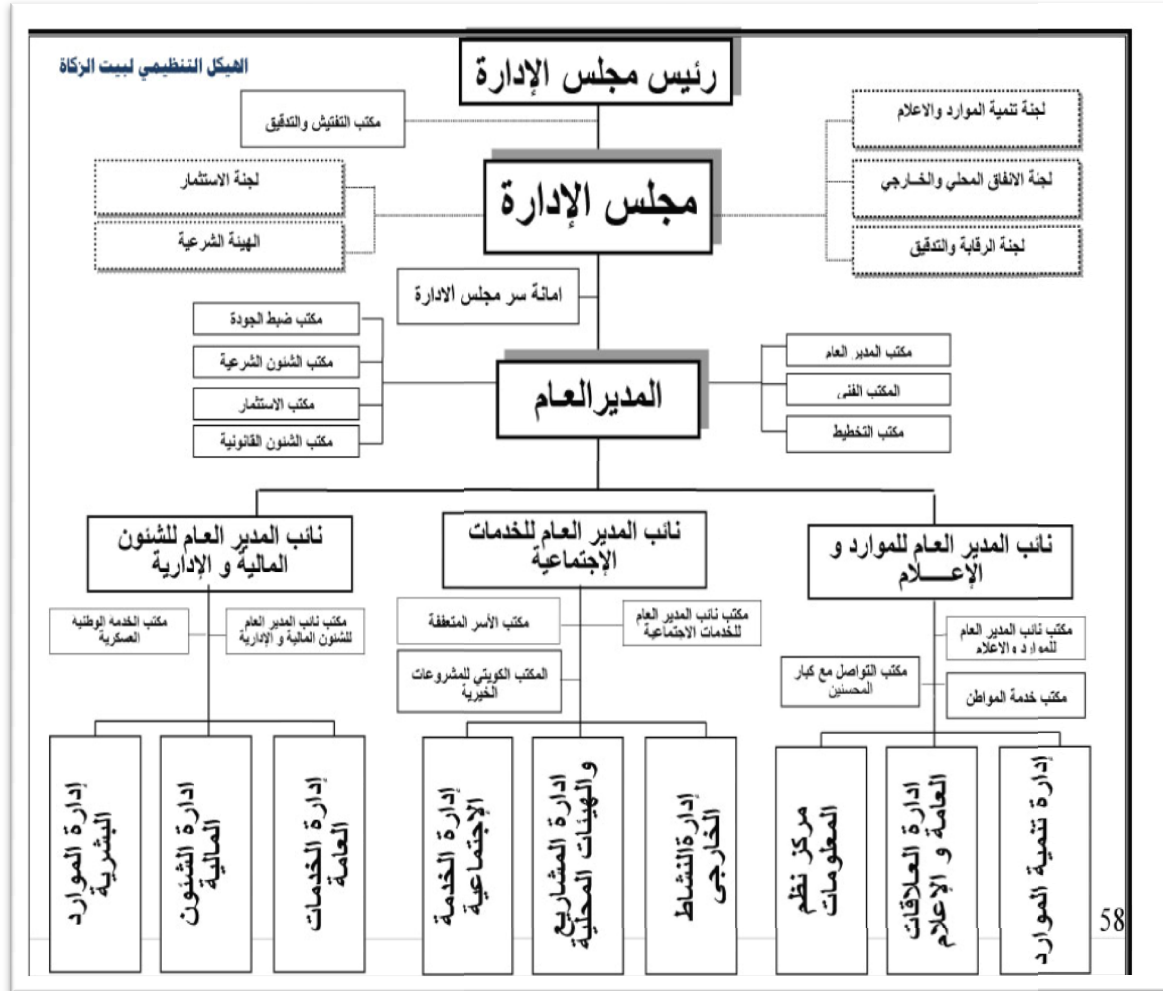 الهيكل التنظيمي لبيت الزكاة
رئيس مجلس الإدارة
مكتب التفتيش والتدقيق
لجنة تنمية الموارد والاعلام
لجنة الانفاق المحلي والخارجي
لجنة الرقابة والتدقيق
مجلس الإدارة
لجنة الاستثمار
الهيئة الشرعية
امانة سر مجلس الادارة
مكتب المدير العام
المكتب الفني
مكتب التخطيط
المدير العام
مكتب ضبط الجودة
مكتب الشئون الشرعية
مكتب الاستثمار
مكتب الشئون القانونية
نائب المدير العام للموارد و
الإعـــــلام
نائب المدير العام للخدمات
الإجتماعية
نائب المدير العام للشئون
المالية و الإدارية
مكتب نائب المدير العام
للموارد و الاعلام
مكتب خدمة المواطن
مكتب التواصل مع كبار
المحسنين
مكتب نائب المدير العام
للخدمات الاجتماعية
مكتب الأسر المتعففة
المكتب الكويتي للمشروعات
الخيرية
مكتب نائب المدير العام
للشئون المالية و الإدارية
مكتب الخدمة الوطنية
العسكرية
إدارة تنمية الموارد
ادارة العلاقات
العامة و الإعلام
مركز نظم
المعلومات
إدارة النشاط
الخارجى
ادارة المشاريع
والهيئات المحلية
إدارة الخدمة
الإجتماعية
إدارة الخدمات
العامة
ادارة الشئون
المالية
إدارة الموارد
البشرية
58